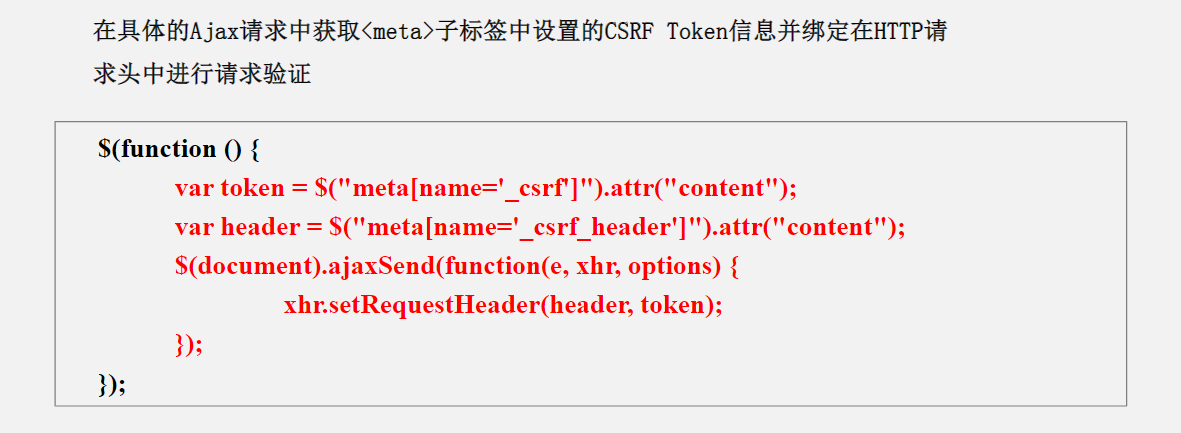 在具体的Ajax请求中获取<meta>子标签中设置的CSRF Token信息并绑定在HTTP请
求头中进行请求验证
$(function () {
var token = $("meta[name='_csrf']").attr("content");
var header = $("meta[name='_csrf_header']").attr("content");
$(document).ajaxSend(function(e, xhr, options) {
xhr.setRequestHeader(header, token);
});
});